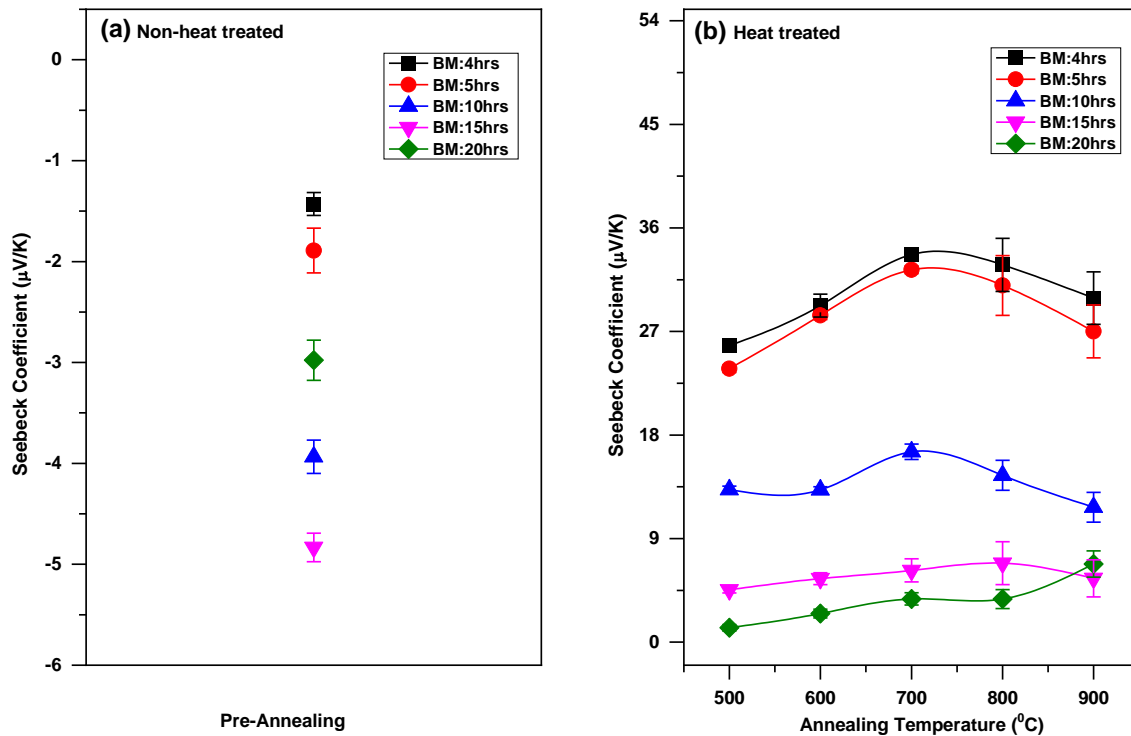 (a) Non-heat treated
BM:4hrs
BM:5hrs
BM:10hrs
BM:15hrs
BM:20hrs
0
-1
-2
-3
-4
-5
-6
Seebeck Coefficient (µV/K)
Pre-Annealing
(b) Heat treated
BM:4hrs
BM:5hrs
BM:10hrs
BM:15hrs
BM:20hrs
54
45
36
27
18
9
0
Seebeck Coefficient (µV/K)
500 600 700 800 900
Annealing Temperature (⁰C)